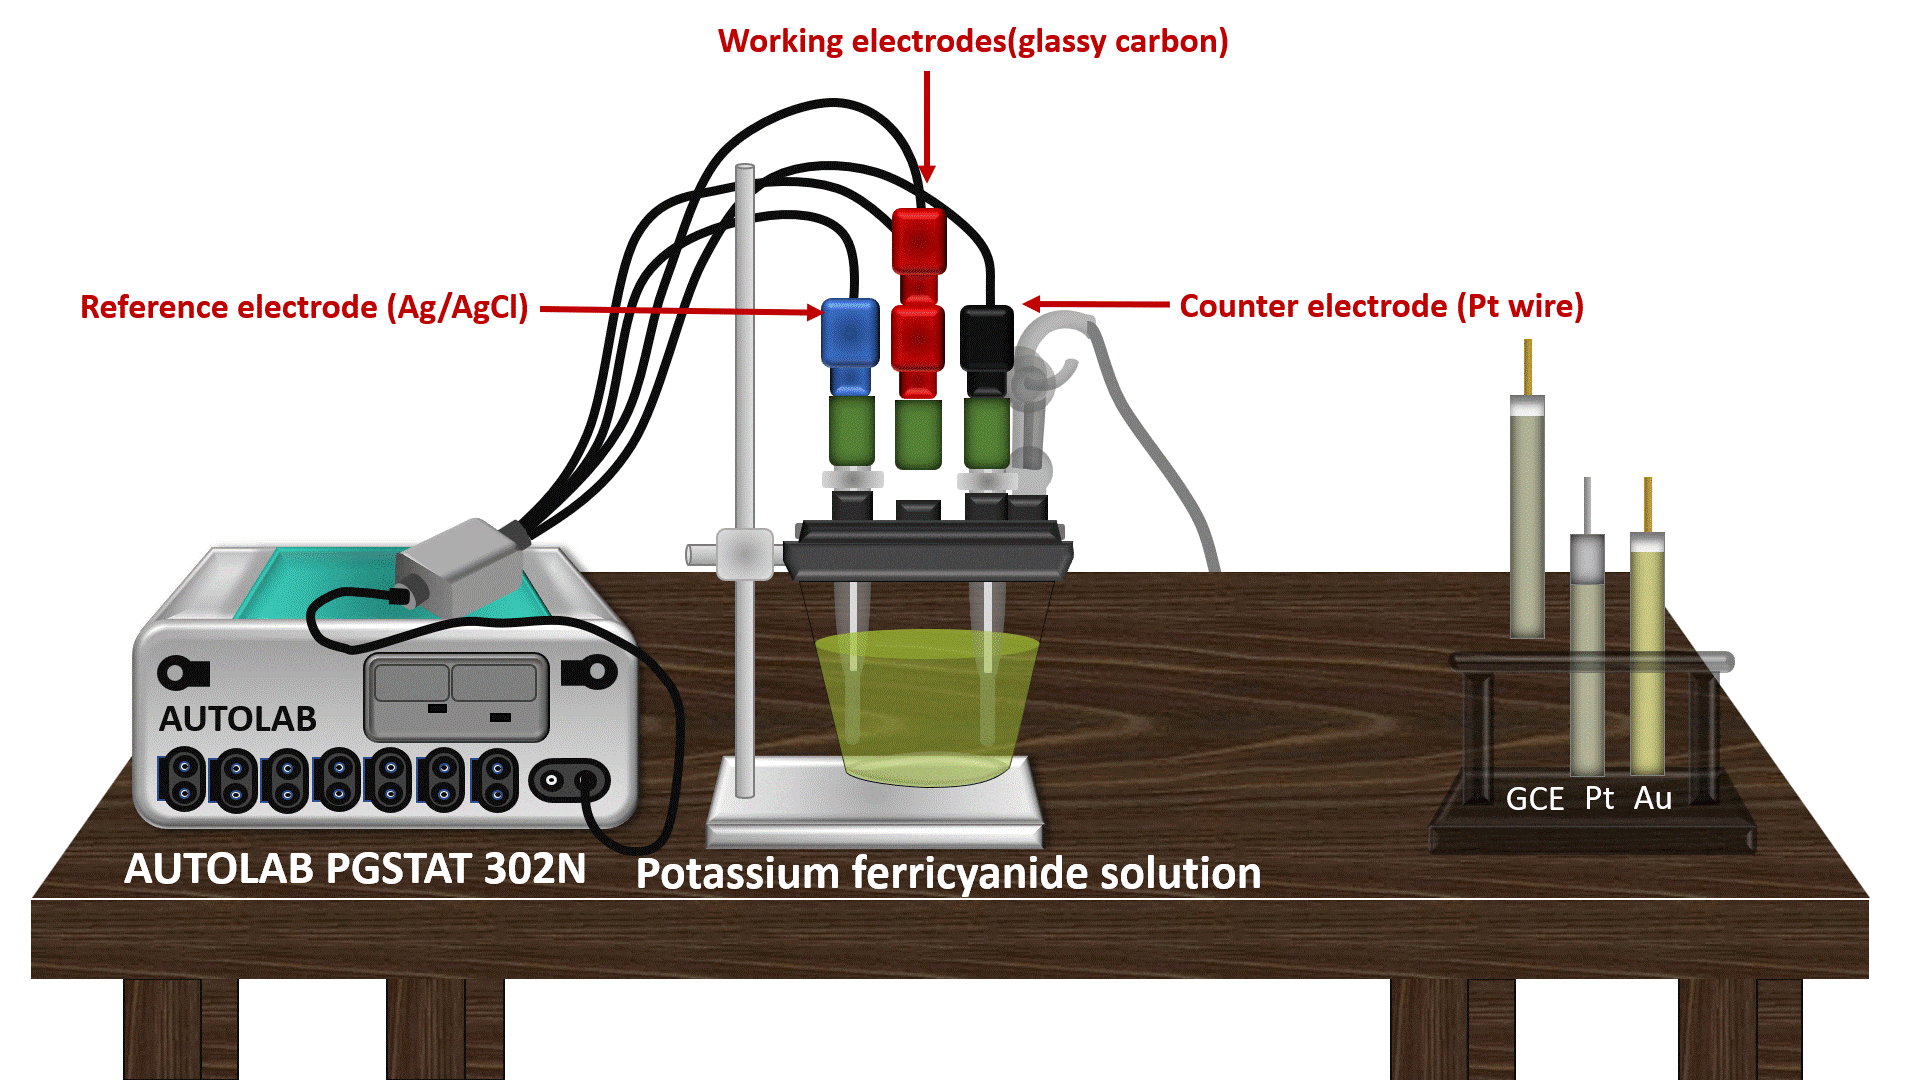 Working electrodes(glassy carbon)
Reference electrode (Ag/AgCl)
Counter electrode (Pt wire)
AUTOLAB
GCE Pt Au
AUTOLAB PGSTAT 302N
Potassium ferricyanide solution